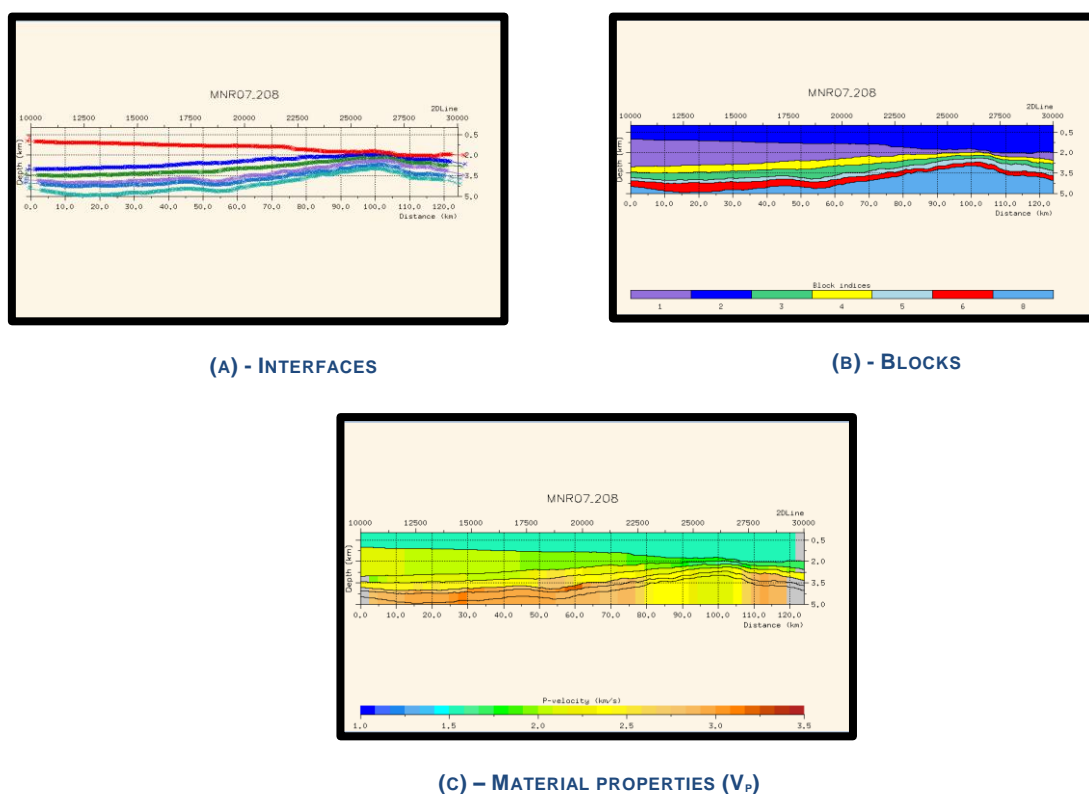 MNR07_208
2DLine
10000 12500 15000 17500 20000 22500 25000 27500 30000
Depth (km)
0.5
2.0
3.5
5.0
0.0 10.0 20.0 30.0 40.0 50.0 60.0 70.0 80.0 90.0 100.0 110.0 120.0
Distance (km)
(A) - INTERFACES
MNR07_208
2DLine
10000 12500 15000 17500 20000 22500 25000 27500 30000
Depth (km)
0.5
2.0
3.5
5.0
0.0 10.0 20.0 30.0 40.0 50.0 60.0 70.0 80.0 90.0 100.0 110.0 120.0
Distance (km)
Block indices
1 2 3 4 5 6 8
(B) - BLOCKS
MNR07_208
2DLine
10000 12500 15000 17500 20000 22500 25000 27500 30000
Depth (km)
0.5
2.0
3.5
5.0
0.0 10.0 20.0 30.0 40.0 50.0 60.0 70.0 80.0 90.0 100.0 110.0 120.0
Distance (km)
P-velocity (km/s)
1.0 1.5 2.0 2.5 3.0 3.5
(C) – MATERIAL PROPERTIES (VP)